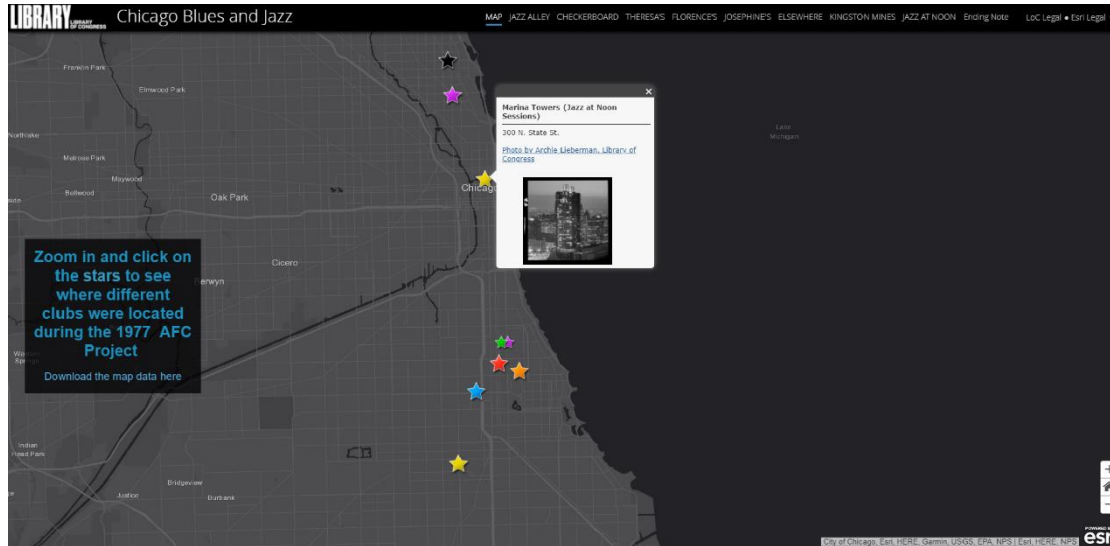 LIBRARY OF CONGRESS
Chicago Blues and Jazz
MAP JAZZ ALLEY CHECKERBOARD THERESA'S FLORENCE'S JOSEPHINE'S ELSEWHERE KINGSTON MINES JAZZ AT NOON Ending Note LoC Legal • Esri Legal
Franklin Park
Elmwood Park
Northlake
Melrose Park
Maywood
Bellwood
Oak Park
Chicago
Lake
Michigan
Marina Towers (Jazz at Noon
Sessions)
300 N. State St.
Photo by Archie Lieberman, Library of
Congress
Cicero
Berwyn
Zoom in and click on
the stars to see
where different
clubs were located
during the 1977 AFC
Project
Download the map data here
Indian
Head Park
Justice
Bridgeview
Burbank
City of Chicago, Esri, HERE, Garmin, USGS, EPA, NPS | Esri, HERE, NPS
POWERED BY
esri